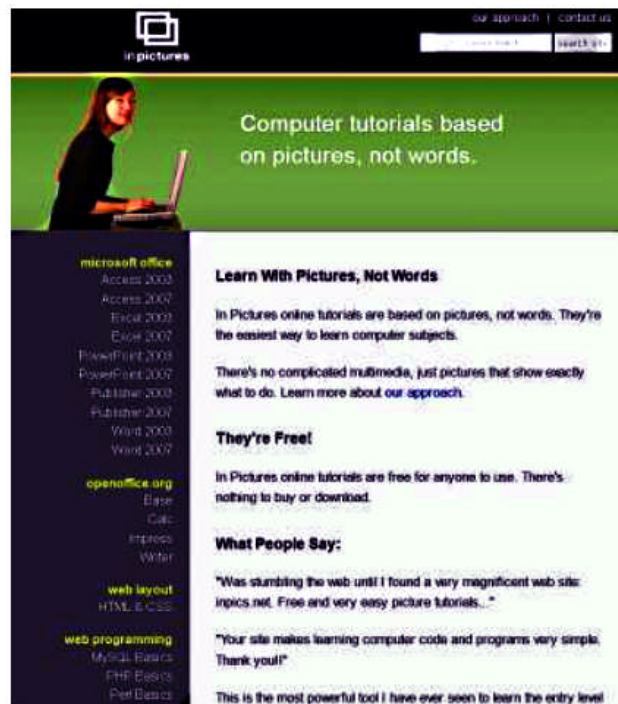 our approach | contact us
inpictures
search
Computer tutorials based
on pictures, not words.
microsoft office
Access 2003
Access 2007
Excel 2003
Excel 2007
PowerPoint 2003
PowerPoint 2007
Publisher 2003
Publisher 2007
Word 2003
Word 2007
openoffice.org
Base
Calc
Impress
Writer
web layout
HTML & CSS
web programming
MySQL Basics
PHP Basics
Perl Basics
Learn With Pictures, Not Words
In Pictures online tutorials are based on pictures, not words. They're
the easiest way to learn computer subjects.
There's no complicated multimedia, just pictures that show exactly
what to do. Learn more about our approach.
They're Free!
In Pictures online tutorials are free for anyone to use. There's
nothing to buy or download.
What People Say:
"Was stumbling the web until I found a very magnificent web site:
inpics.net. Free and very easy picture tutorials..."
"Your site makes learning computer code and programs very simple.
Thank you!!"
This is the most powerful tool I have ever seen to learn the entry level